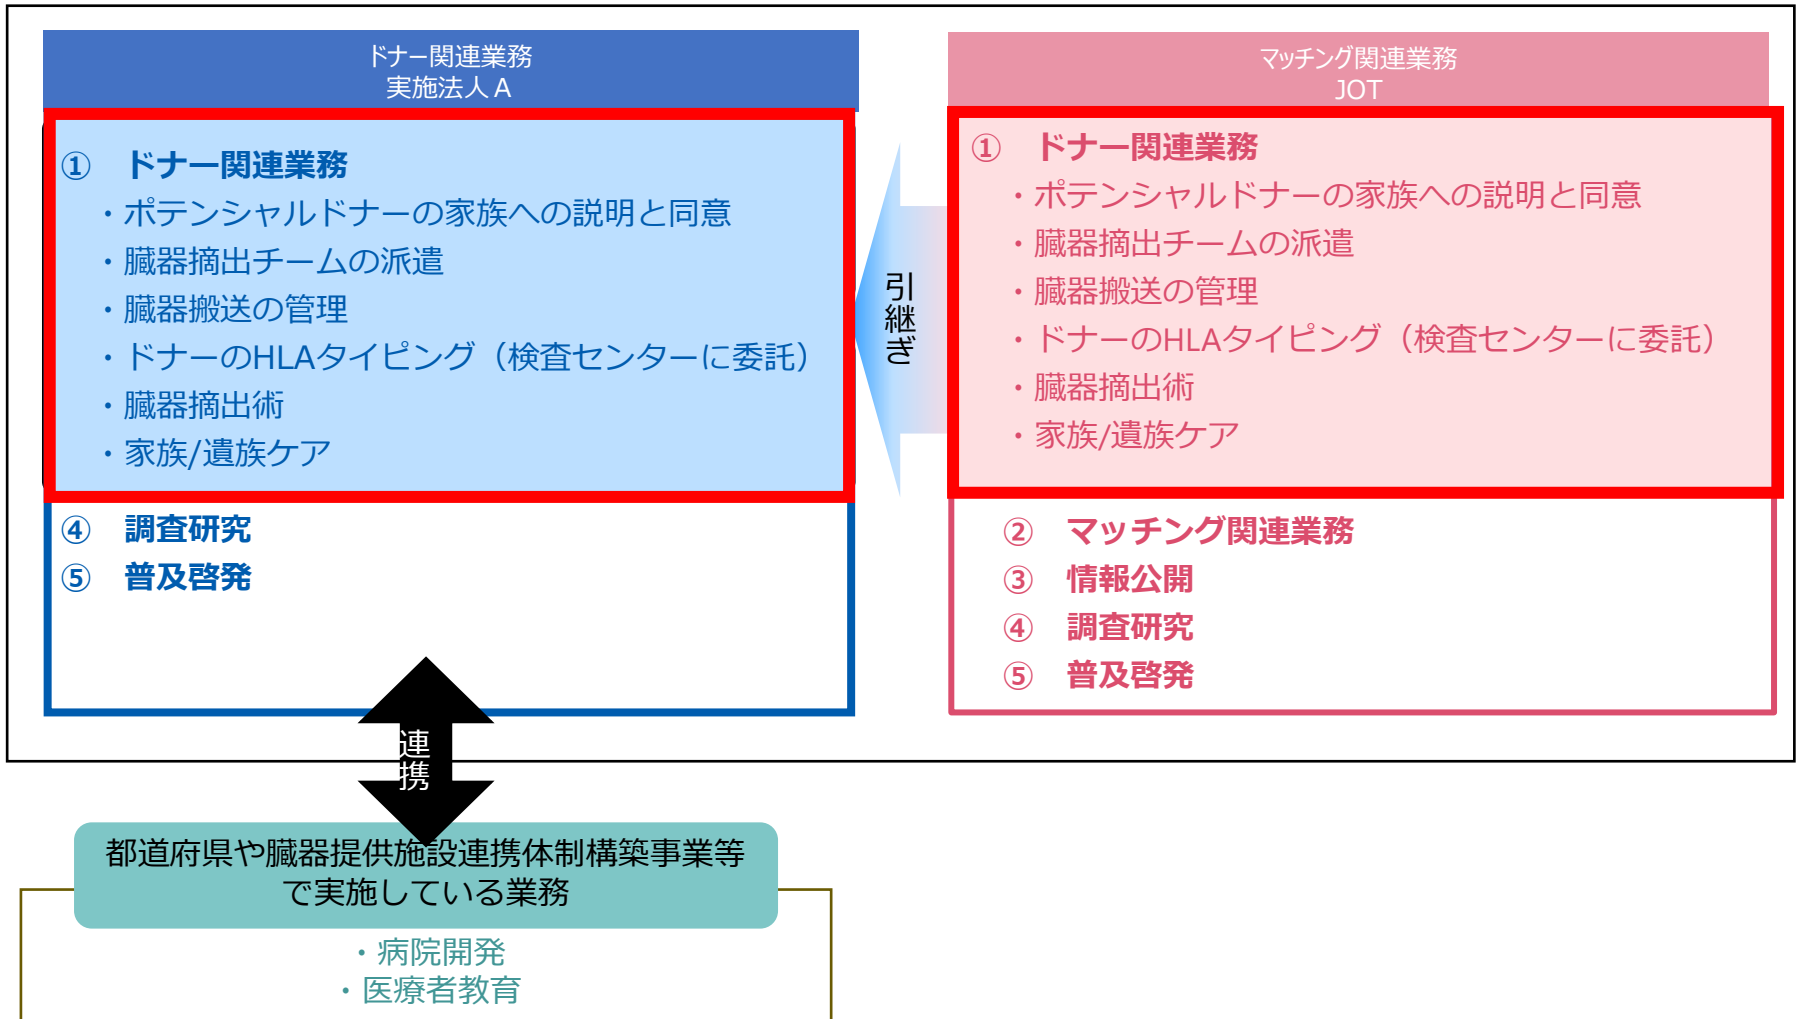 ドナー関連業務
実施法人A
① ドナー関連業務
・ポテンシャルドナーの家族への説明と同意
・臓器摘出チームの派遣
・臓器搬送の管理
・ドナーのHLAタイピング（検査センターに委託）
・臓器摘出術
・家族/遺族ケア
④ 調査研究
⑤ 普及啓発
引継ぎ
マッチング関連業務
JOT
① ドナー関連業務
・ポテンシャルドナーの家族への説明と同意
・臓器摘出チームの派遣
・臓器搬送の管理
・ドナーのHLAタイピング（検査センターに委託）
・臓器摘出術
・家族/遺族ケア
② マッチング関連業務
③ 情報公開
④ 調査研究
⑤ 普及啓発
連携
都道府県や臓器提供施設連携体制構築事業等
で実施している業務
・病院開発
・医療者教育